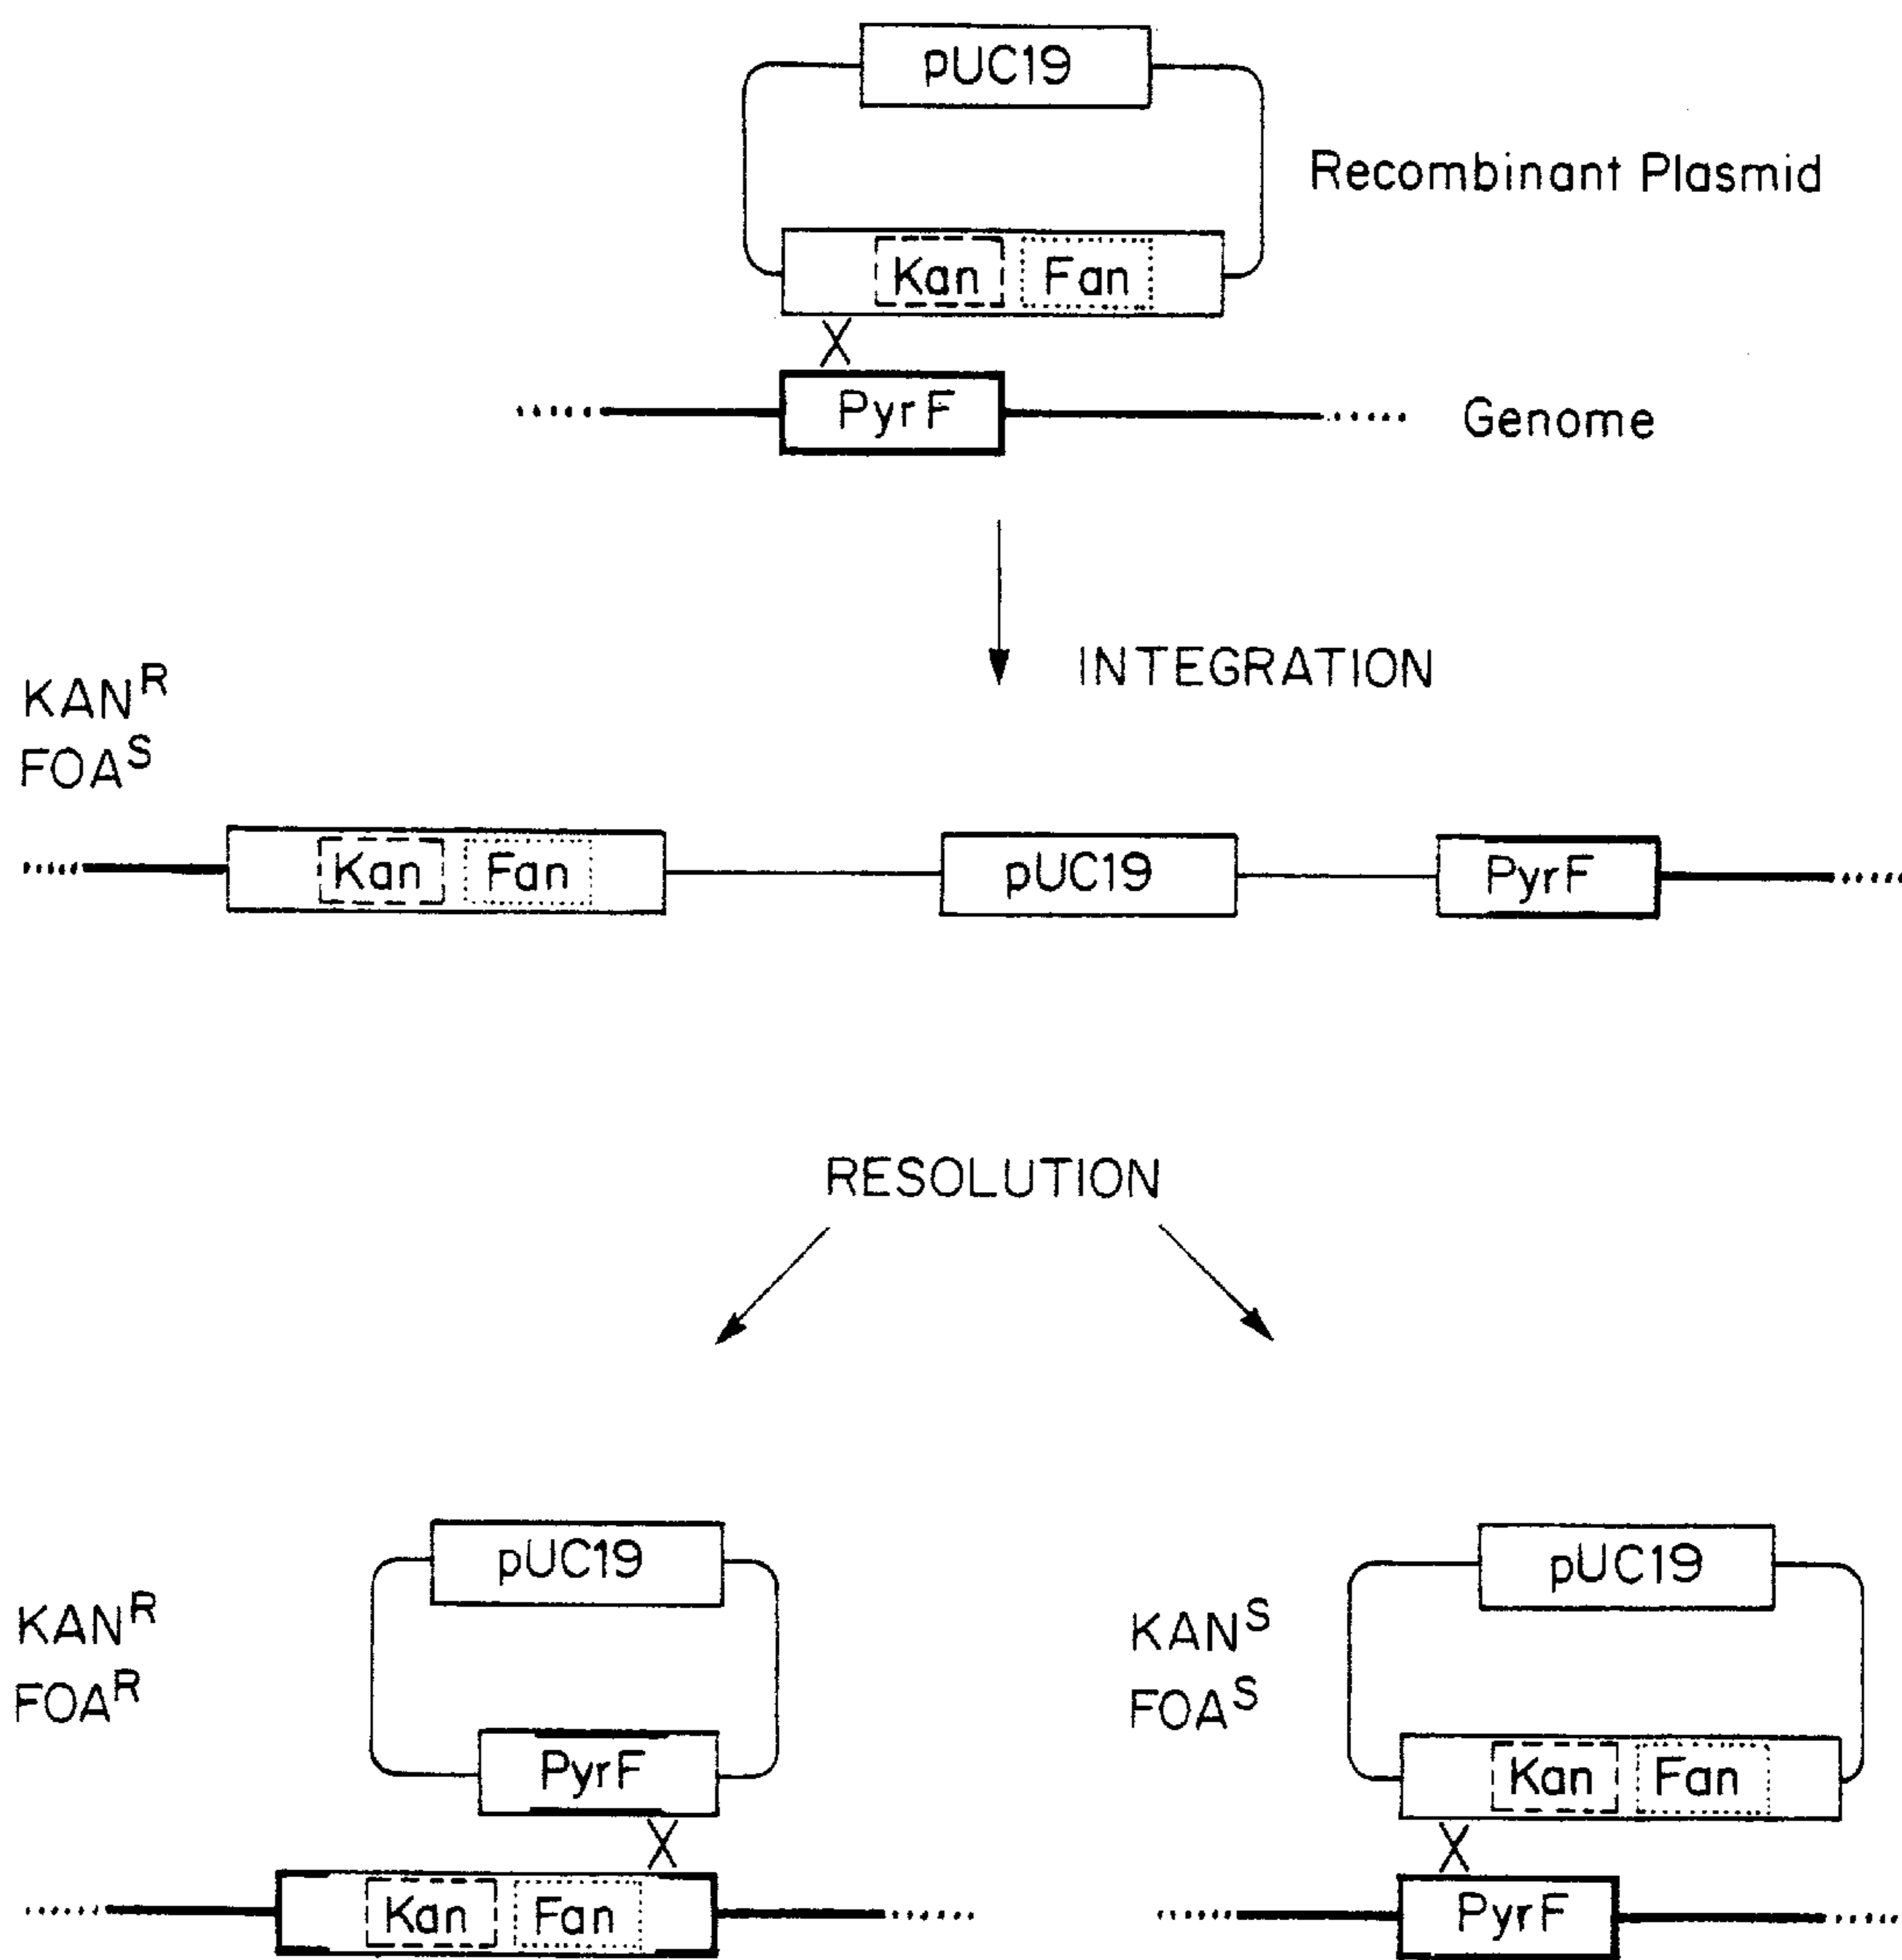 pUC19
Recombinant Plasmid
Kan Fan
X
PyrF
Genome
INTEGRATION
KAN^R
FOA^S
Kan Fan pUC19 PyrF
RESOLUTION
pUC19
KAN^R
FOA^R
PyrF
X
Kan Fan
pUC19
KAN^S
FOA^S
Kan Fan
X
PyrF